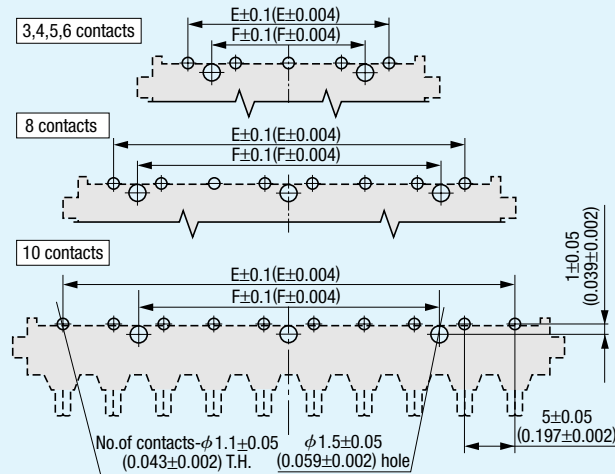 3,4,5,6 contacts
E±0.1(E±0.004)
F±0.1(F±0.004)
8 contacts
E±0.1(E±0.004)
F±0.1(F±0.004)
10 contacts
E±0.1(E±0.004)
F±0.1(F±0.004)
1±0.05
(0.039±0.002)
5±0.05
(0.197±0.002)
No.of contacts-ϕ1.1±0.05
(0.043±0.002) T.H.
ϕ1.5±0.05
(0.059±0.002) hole